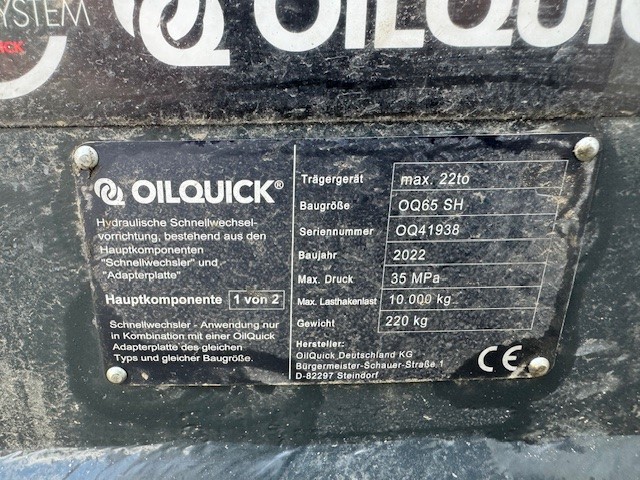 SYSTEM
OILQUICK
OILQUICK®
Hydraulische Schnellwechsel-
vorrichtung, bestehend aus den
Hauptkomponenten
"Schnellwechsler" und
"Adapterplatte"
Hauptkomponente 1 von 2
Schnellwechsler - Anwendung nur
in Kombination mit einer OilQuick
Adapterplatte des gleichen
Typs und gleicher Baugröße.
Trägergerät max. 22to
Baugröße OQ65 SH
Seriennummer OQ41938
Baujahr 2022
Max. Druck 35 MPa
Max. Lasthakenlast 10.000 kg
Gewicht 220 kg
Hersteller:
OilQuick Deutschland KG
Bürgermeister-Schauer-Straße 1
D-82297 Steindorf
CE